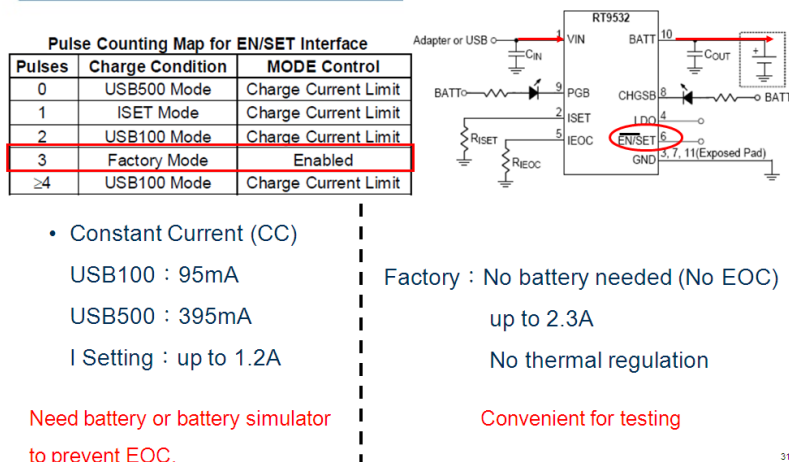 Pulse Counting Map for EN/SET Interface
Pulses Charge Condition MODE Control
0 USB500 Mode Charge Current Limit
1 ISET Mode Charge Current Limit
2 USB100 Mode Charge Current Limit
3 Factory Mode Enabled
≥4 USB100 Mode Charge Current Limit
RT9532
Adapter or USB
1 VIN
BATT 10
CIN
COUT
+
BATT
9 PGB
CHGSB 8
BATT
2 ISET
LDO 4
RISET
5 IEOC
EN/SET 6
RIEOC
GND 3, 7, 11(Exposed Pad)
• Constant Current (CC)
USB100：95mA
USB500：395mA
I Setting：up to 1.2A
Need battery or battery simulator
to prevent EOC.
Factory：No battery needed (No EOC)
up to 2.3A
No thermal regulation
Convenient for testing
31